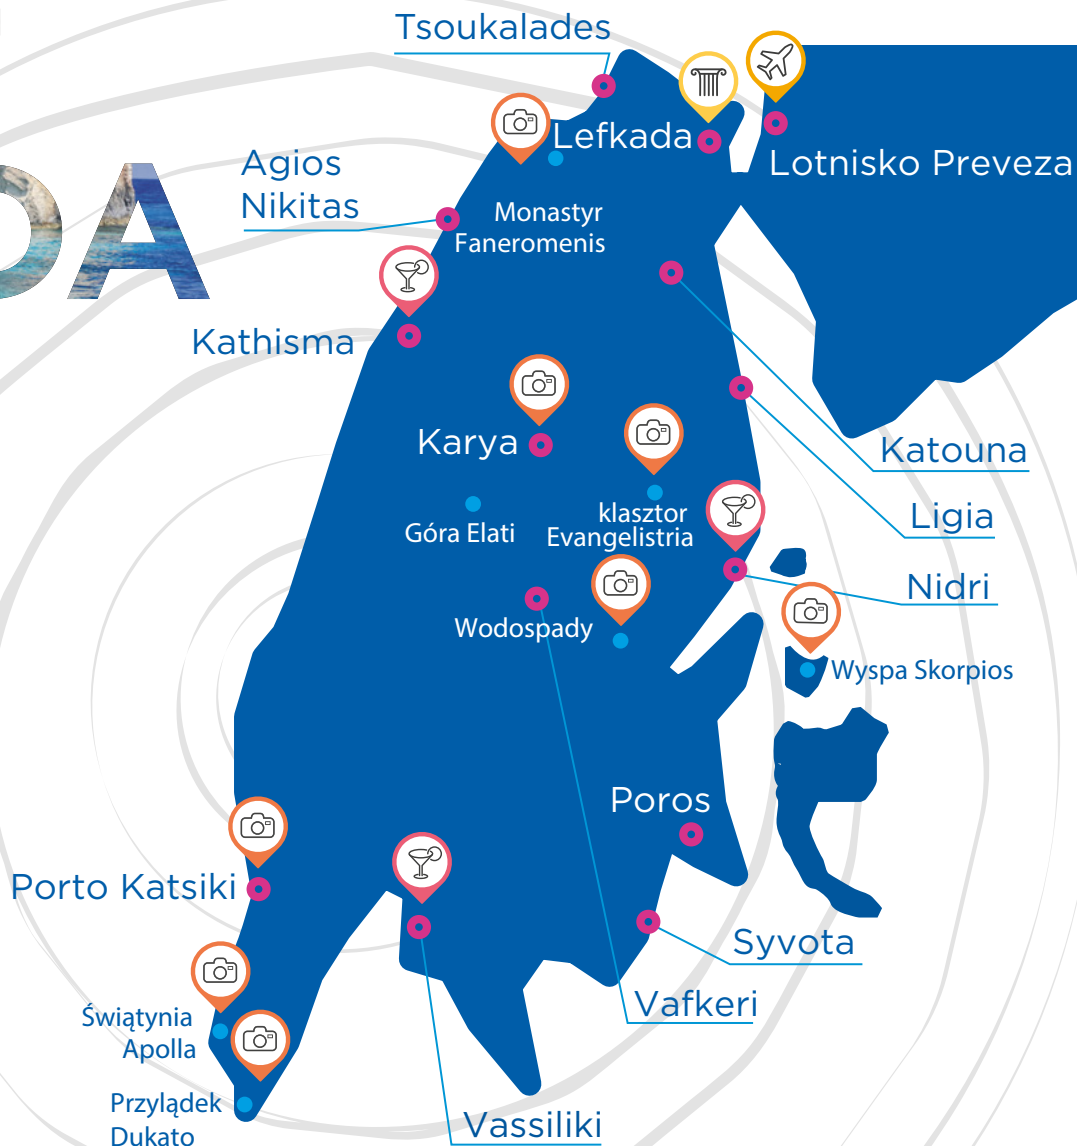 Tsoukalades
Lefkada
Lotnisko Preveza
DA
Agios
Nikitas
Monastyr
Faneromenis
Kathisma
Karya
Katouna
klasztor
Evangelistria
Góra Elati
Ligia
Nidri
Wodospady
Wyspa Skorpios
Poros
Porto Katsiki
Syvota
Vafkeri
Świątynia
Apolla
Przylądek
Dukato
Vassiliki